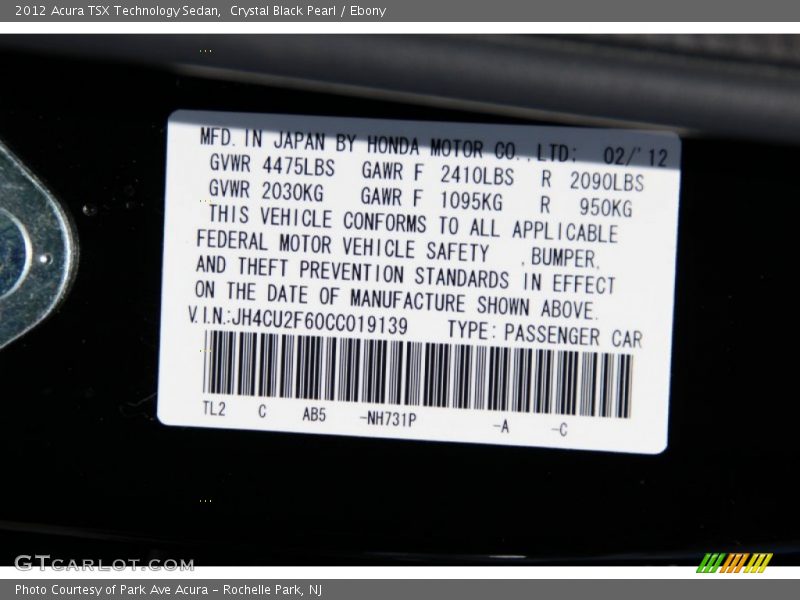 2012 Acura TSX Technology Sedan,  Crystal Black Pearl / Ebony
MFD. IN JAPAN BY HONDA MOTOR CO., LTD: 02/'12
GVWR 4475LBS GAWR F 2410LBS R 2090LBS
GVWR 2030KG GAWR F 1095KG R 950KG
THIS VEHICLE CONFORMS TO ALL APPLICABLE
FEDERAL MOTOR VEHICLE SAFETY ,BUMPER,
AND THEFT PREVENTION STANDARDS IN EFFECT
ON THE DATE OF MANUFACTURE SHOWN ABOVE.
V.I.N.:JH4CU2F60CC019139 TYPE: PASSENGER CAR
TL2 C AB5 -NH731P -A -C
GTCARLOT.COM
Photo Courtesy of Park Ave Acura - Rochelle Park, NJ